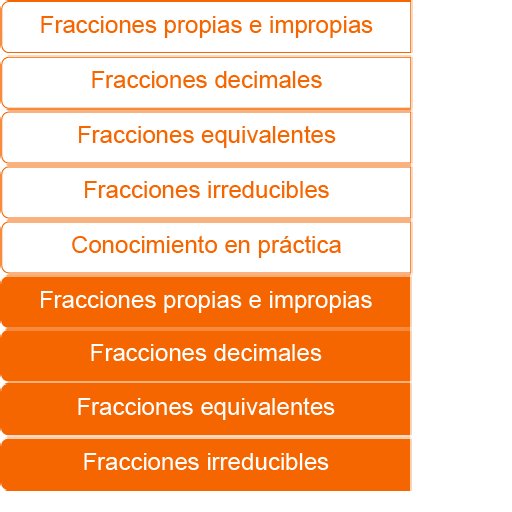 Fracciones propias e impropias
Fracciones decimales
Fracciones equivalentes
Fracciones irreducibles
Conocimiento en práctica
Fracciones propias e impropias
Fracciones decimales
Fracciones equivalentes
Fracciones irreducibles